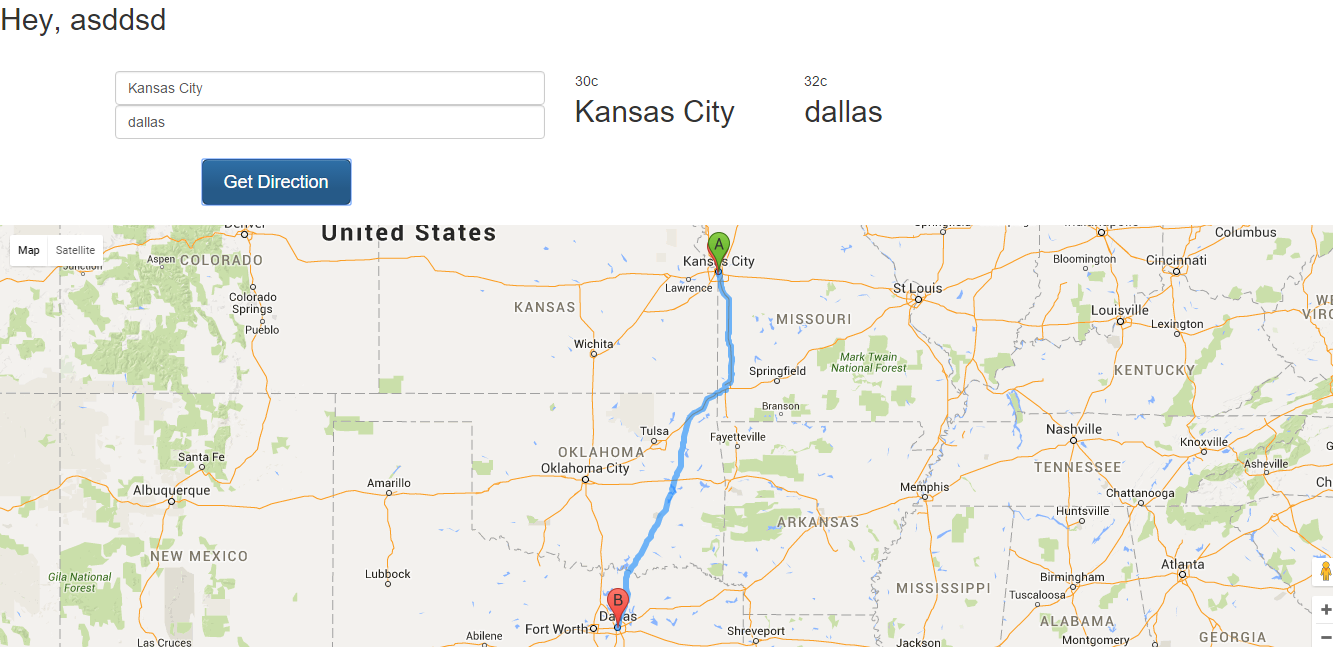 Hey, asddsd
Kansas City
dallas
30c
Kansas City
32c
dallas
Get Direction
Map
Satellite
United States
Denver
Junction
Aspen
COLORADO
Colorado
Springs
Pueblo
KANSAS
Wichita
A
Kansas City
Lawrence
MISSOURI
St Louis
Springfield
Mark Twain
National Forest
Branson
Bloomington
Cincinnati
Columbus
Louisville
Lexington
KENTUCKY
Santa Fe
Albuquerque
NEW MEXICO
Gila National
Forest
Las Cruces
Amarillo
Lubbock
Abilene
Tulsa
OKLAHOMA
Oklahoma City
Fayetteville
ARKANSAS
B
Dallas
Fort Worth
Shreveport
Memphis
Nashville
TENNESSEE
Knoxville
Asheville
Chattanooga
Huntsville
MISSISSIPPI
Jackson
Birmingham
Tuscaloosa
ALABAMA
Montgomery
Atlanta
GEORGIA
+
−